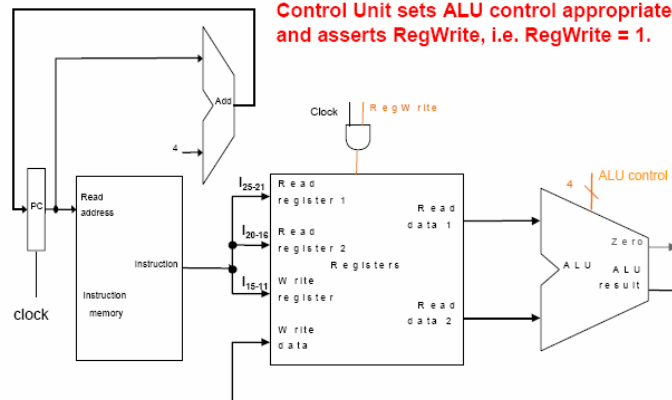 Control Unit sets ALU control appropriate
and asserts RegWrite, i.e. RegWrite = 1.
Add
4
Clock
RegWrite
PC
Read
address
Instruction
Instruction
memory
clock
I25-21
I20-16
I15-11
Read
register 1
Read
register 2
Registers
Write
register
Write
data
Read
data 1
Read
data 2
4
ALU control
Zero
ALU
ALU
result